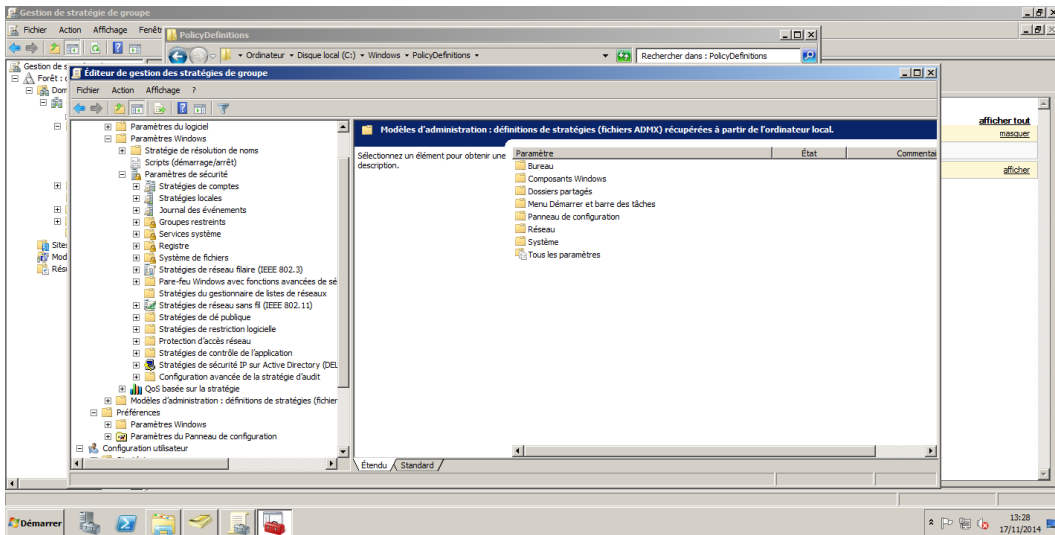 Gestion de stratégie de groupe
Fichier Action Affichage Fenêt
PolicyDefinitions
Ordinateur Disque local (C:) Windows PolicyDefinitions
Rechercher dans : PolicyDefinitions
Gestion de s
Forêt : c
Dom
Sites
Mod
Résu
Éditeur de gestion des stratégies de groupe
Fichier Action Affichage ?
Paramètres du logiciel
Paramètres Windows
Stratégie de résolution de noms
Scripts (démarrage/arrêt)
Paramètres de sécurité
Stratégies de comptes
Stratégies locales
Journal des événements
Groupes restreints
Services système
Registre
Système de fichiers
Stratégies de réseau filaire (IEEE 802.3)
Pare-feu Windows avec fonctions avancées de sé
Stratégies du gestionnaire de listes de réseaux
Stratégies de réseau sans fil (IEEE 802.11)
Stratégies de clé publique
Stratégies de restriction logicielle
Protection d'accès réseau
Stratégies de contrôle de l'application
Stratégies de sécurité IP sur Active Directory (DEL
Configuration avancée de la stratégie d'audit
QoS basée sur la stratégie
Modèles d'administration : définitions de stratégies (fichier
Préférences
Paramètres Windows
Paramètres du Panneau de configuration
Configuration utilisateur
Modèles d'administration : définitions de stratégies (fichiers ADMX) récupérées à partir de l'ordinateur local.
Sélectionnez un élément pour obtenir une
description.
Paramètre État Commentai
Bureau
Composants Windows
Dossiers partagés
Menu Démarrer et barre des tâches
Panneau de configuration
Réseau
Système
Tous les paramètres
Étendu Standard
afficher tout
masquer
afficher
Démarrer
13:28
17/11/2014